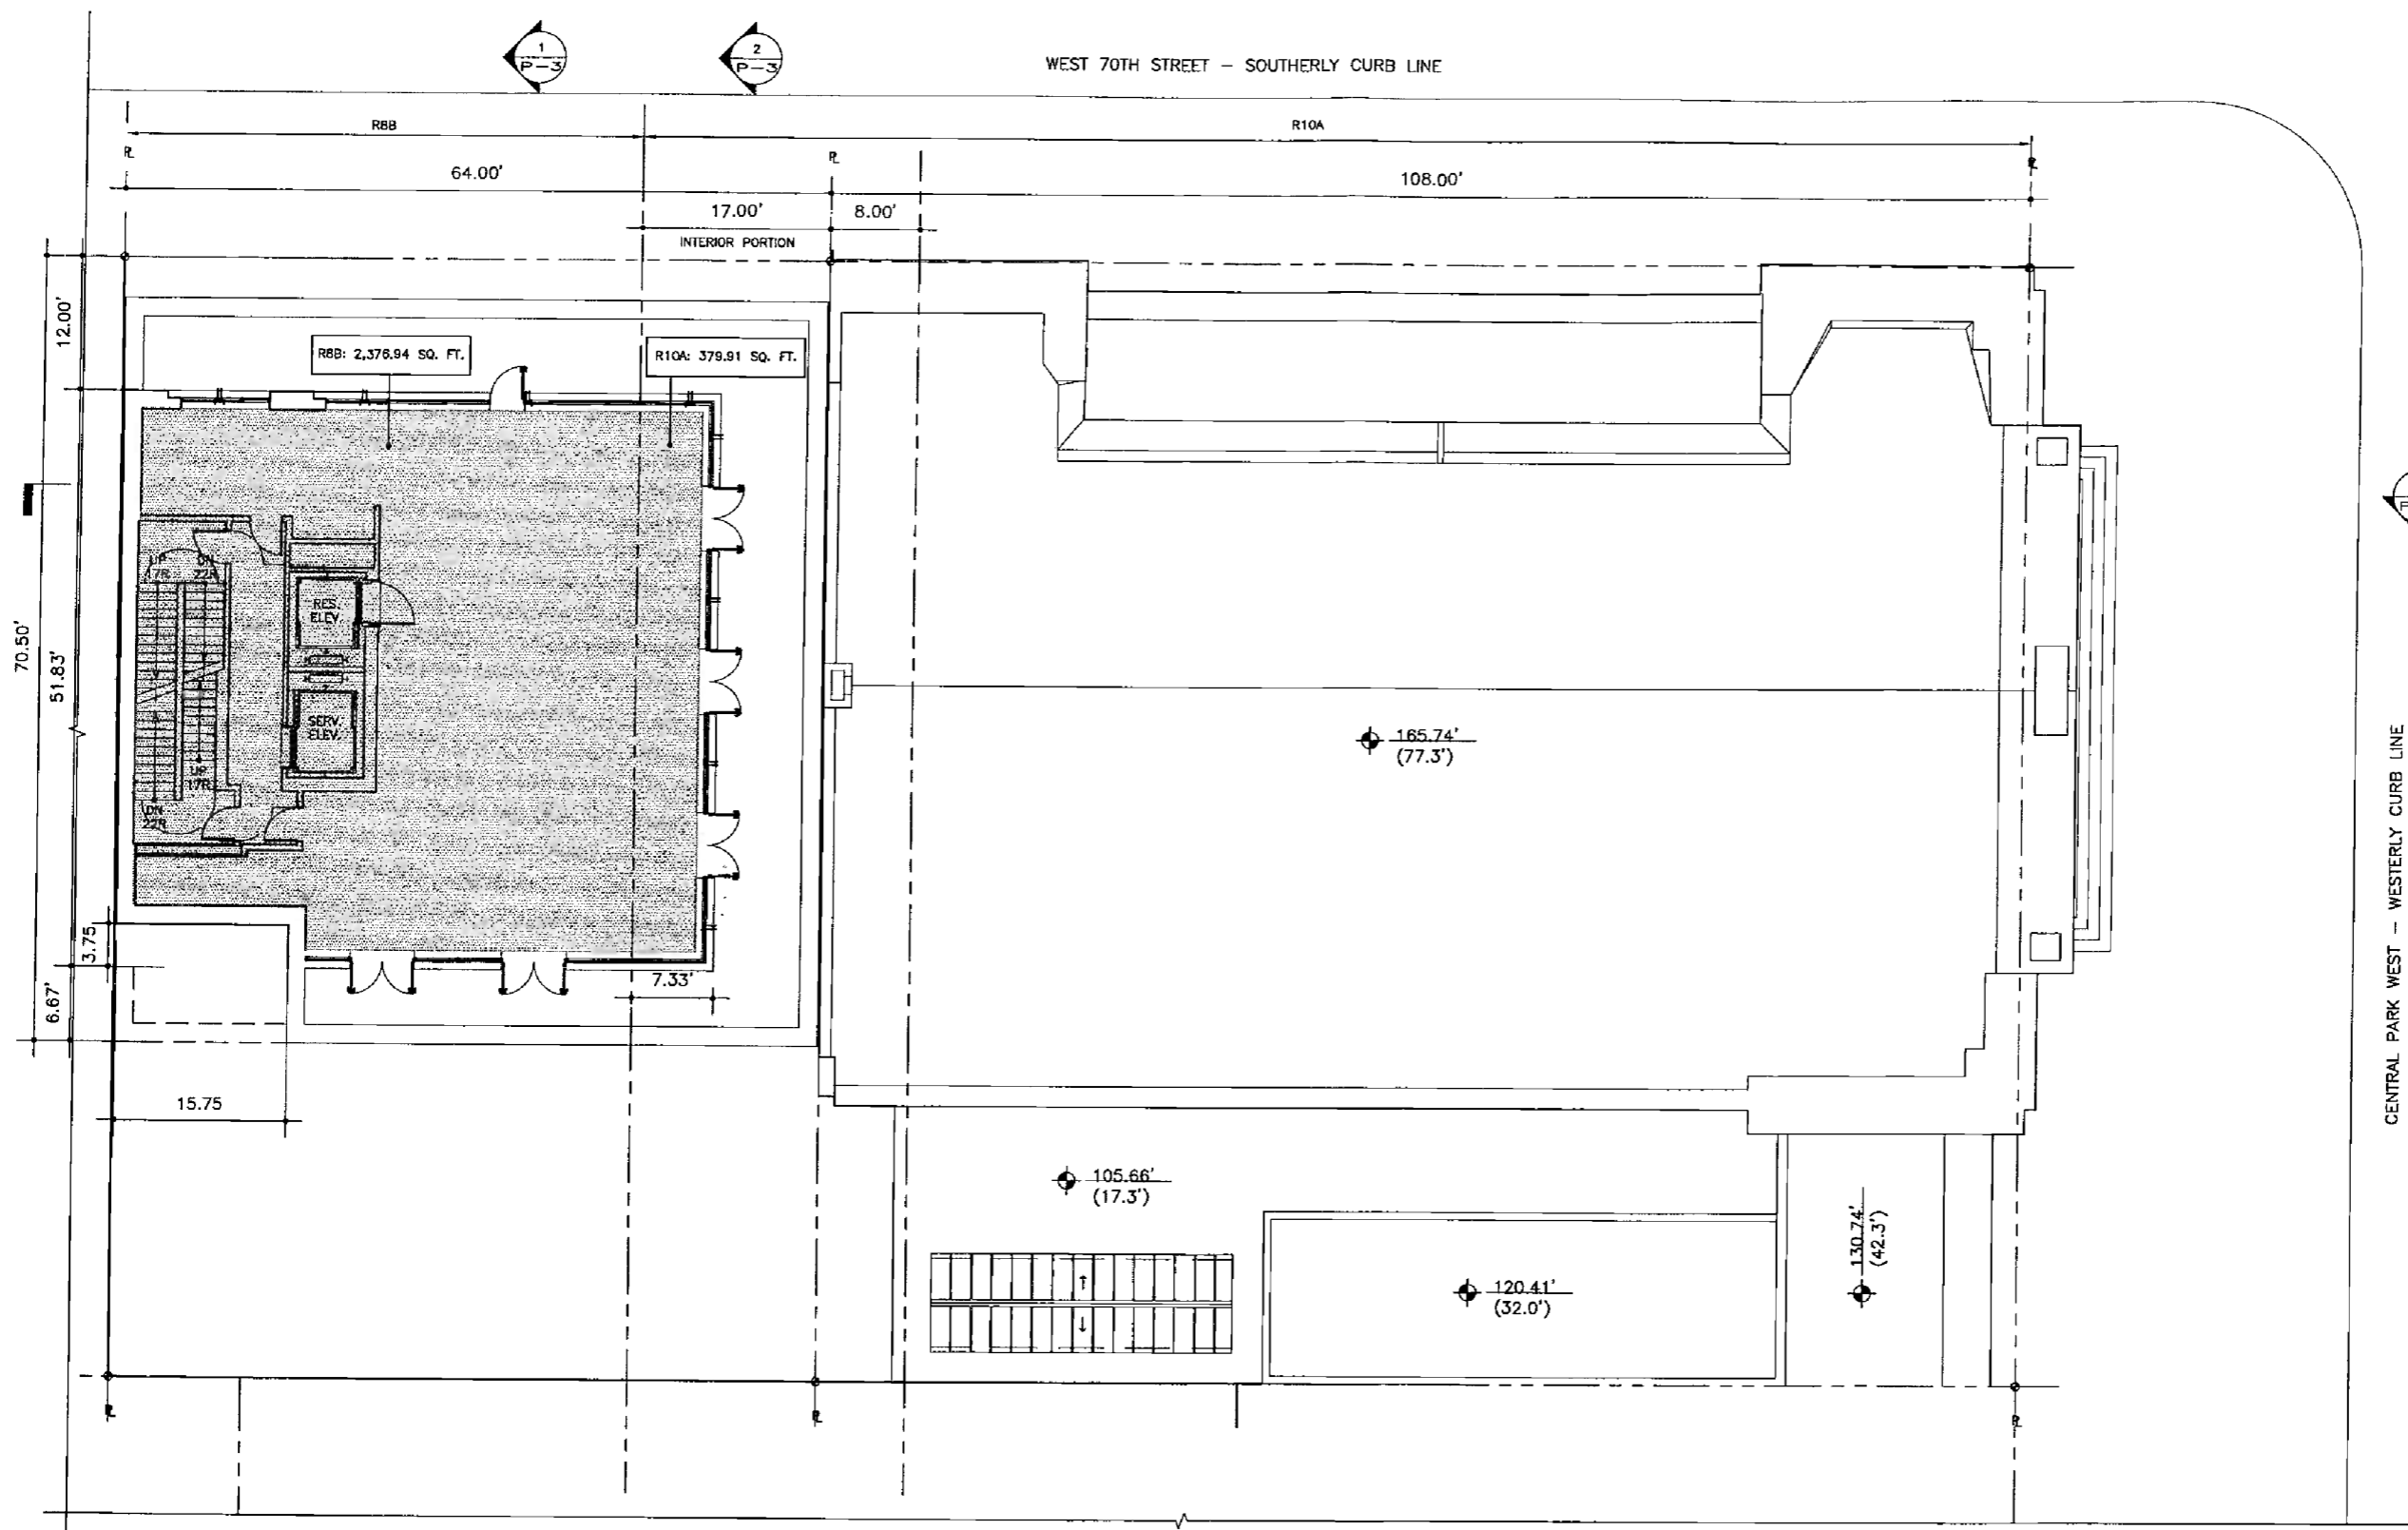 1
P-3
2
P-3
WEST 70TH STREET - SOUTHERLY CURB LINE
R8B
R10A
64.00'
108.00'
17.00'
8.00'
INTERIOR PORTION
12.00'
R8B: 2,376.94 SQ. FT.
R10A: 379.91 SQ. FT.
UP
17R
DN
22R
RES.
ELEV.
SERV.
ELEV.
UP
17R
DN
22R
70.50'
51.83'
165.74'
(77.3')
3.75
6.67'
7.33'
15.75
105.66'
(17.3')
120.41'
(32.0')
130.74'
(42.3')
CENTRAL PARK WEST - WESTERLY CURB LINE